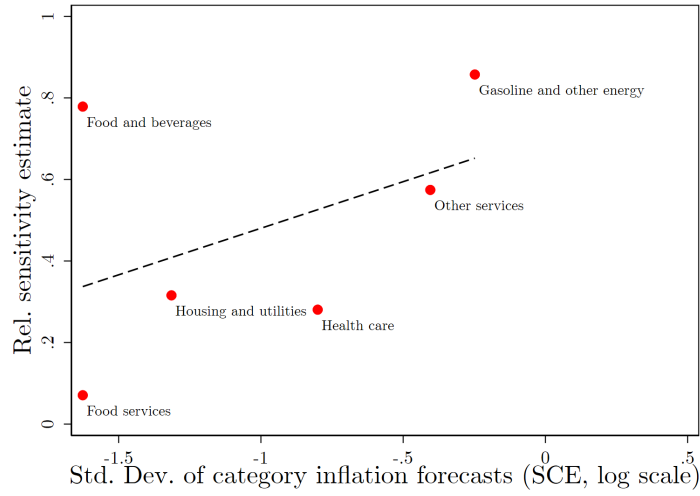 1
.8
.6
.4
.2
0
Rel. sensitivity estimate
Gasoline and other energy
Food and beverages
Other services
Housing and utilities
Health care
Food services
-1.5
-1
-.5
0
.5
Std. Dev. of category inflation forecasts (SCE, log scale)